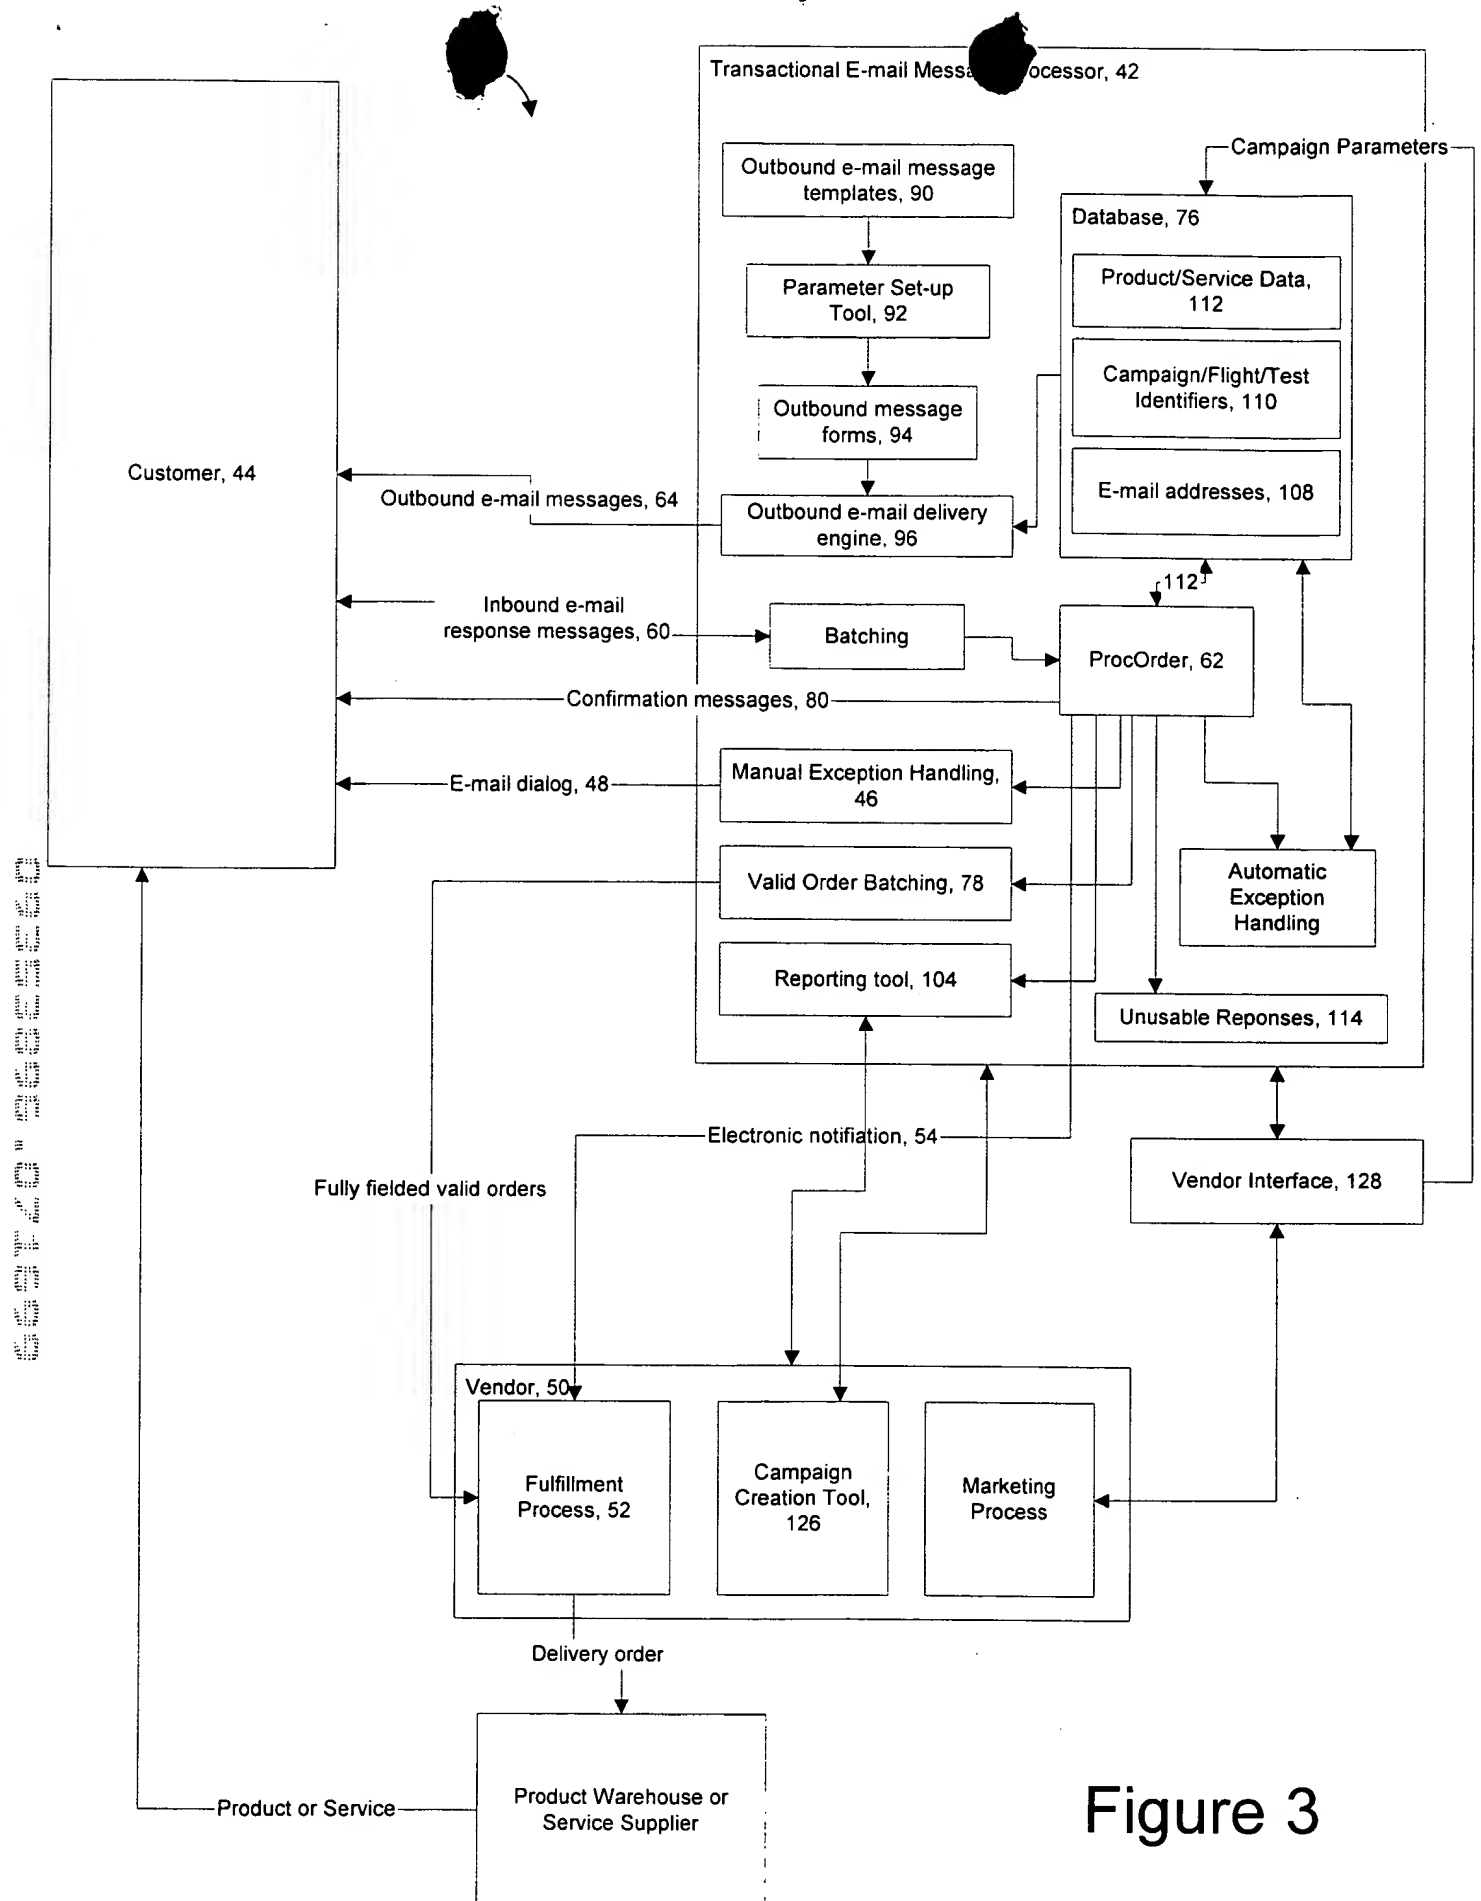 Transactional E-mail Mess ocessor, 42
Campaign Parameters
Outbound e-mail message
templates, 90
Database, 76
Product/Service Data,
112
Parameter Set-up
Tool, 92
Campaign/Flight/Test
Identifiers, 110
Outbound message
forms, 94
Customer, 44
E-mail addresses, 108
Outbound e-mail messages, 64
Outbound e-mail delivery
engine, 96
112
Inbound e-mail
response messages, 60
Batching
ProcOrder, 62
Confirmation messages, 80
Manual Exception Handling,
46
E-mail dialog, 48
Valid Order Batching, 78
Automatic
Exception
Handling
Reporting tool, 104
Unusable Reponses, 114
Electronic notifiation, 54
Fully fielded valid orders
Vendor Interface, 128
Vendor, 50
Fulfillment
Process, 52
Campaign
Creation Tool,
126
Marketing
Process
Delivery order
Product or Service
Product Warehouse or
Service Supplier
Figure 3